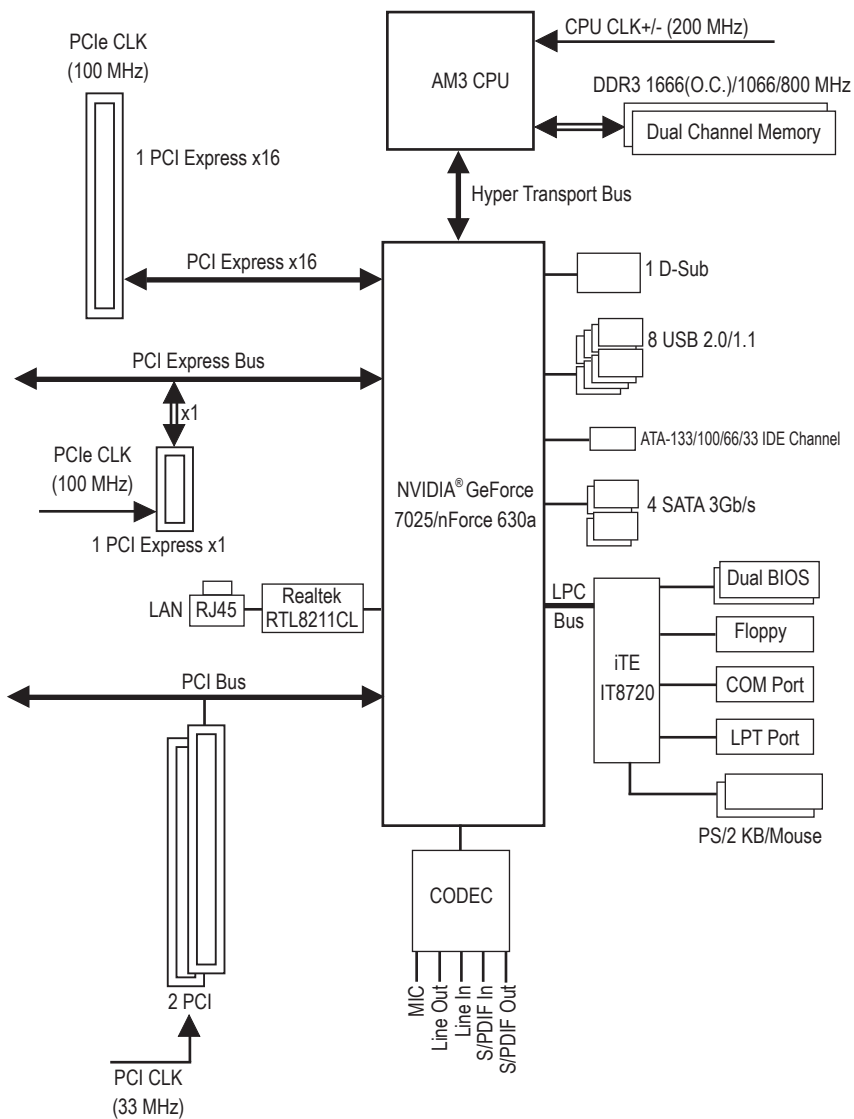 PCIe CLK
(100 MHz)
1 PCI Express x16
AM3 CPU
CPU CLK+/- (200 MHz)
DDR3 1666(O.C.)/1066/800 MHz
Dual Channel Memory
Hyper Transport Bus
PCI Express x16
1 D-Sub
8 USB 2.0/1.1
PCI Express Bus
x1
PCIe CLK
(100 MHz)
1 PCI Express x1
ATA-133/100/66/33 IDE Channel
NVIDIA® GeForce
7025/nForce 630a
4 SATA 3Gb/s
LAN
RJ45
Realtek
RTL8211CL
LPC
Bus
iTE
IT8720
Dual BIOS
Floppy
COM Port
LPT Port
PS/2 KB/Mouse
PCI Bus
2 PCI
PCI CLK
(33 MHz)
CODEC
MIC
Line Out
Line In
S/PDIF In
S/PDIF Out